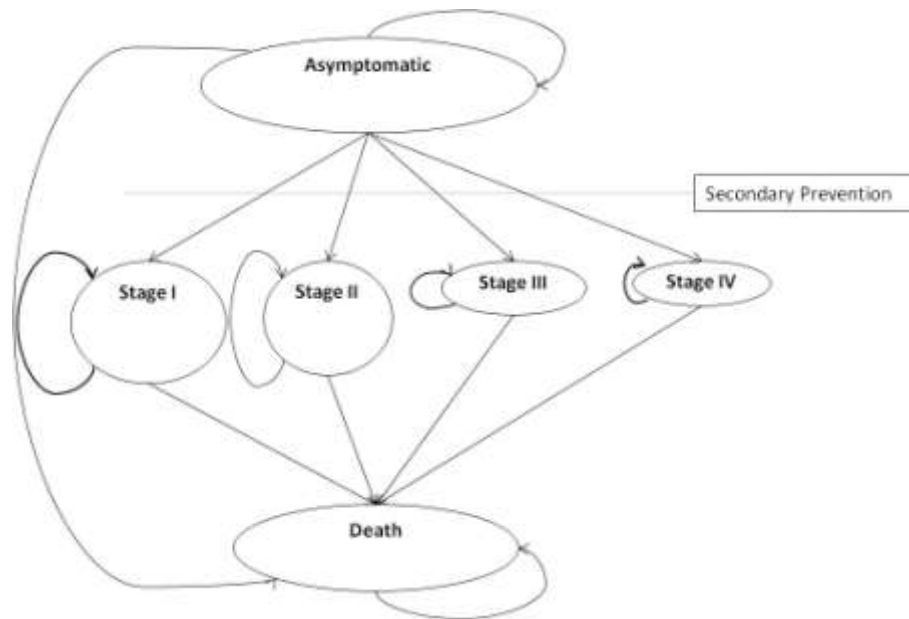 Asymptomatic
Secondary Prevention
Stage I
Stage II
Stage III
Stage IV
Death